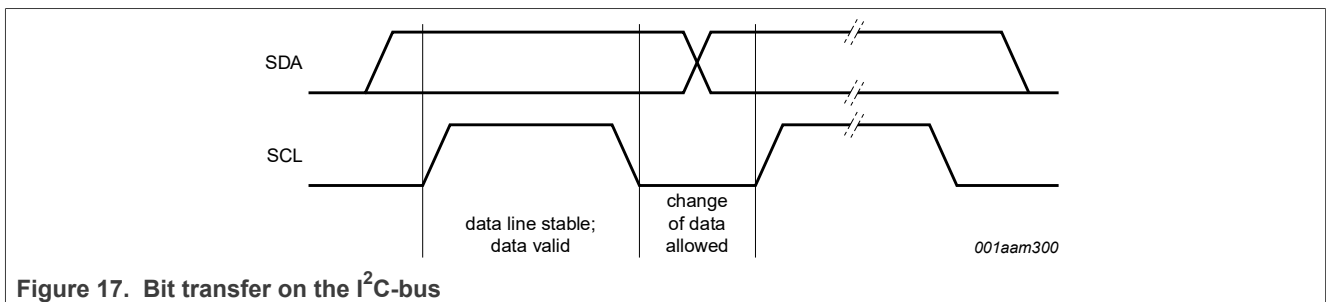 SDA
SCL
data line stable;
data valid
change
of data
allowed
001aam300
Figure 17. Bit transfer on the I²C-bus